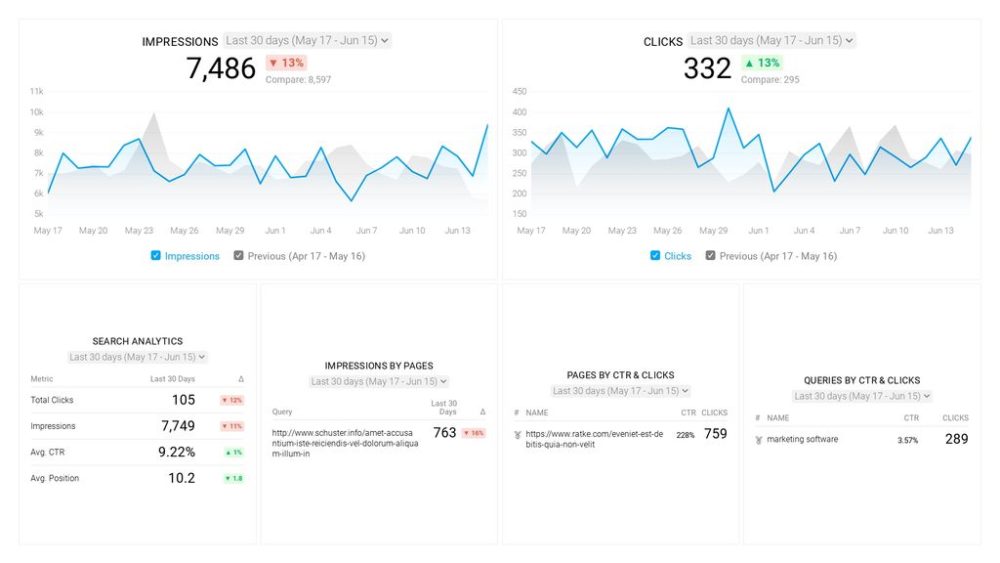 IMPRESSIONS Last 30 days (May 17 - Jun 15)
7,486 ▼ 13%
Compare: 8,597
11k
10k
9k
8k
7k
6k
5k
May 17 May 20 May 23 May 26 May 29 Jun 1 Jun 4 Jun 7 Jun 10 Jun 13
Impressions Previous (Apr 17 - May 16)
CLICKS Last 30 days (May 17 - Jun 15)
332 ▲ 13%
Compare: 295
450
400
350
300
250
200
150
May 17 May 20 May 23 May 26 May 29 Jun 1 Jun 4 Jun 7 Jun 10 Jun 13
Clicks Previous (Apr 17 - May 16)
SEARCH ANALYTICS
Last 30 days (May 17 - Jun 15)
Metric Last 30 Days Δ
Total Clicks 105 ▼ 12%
Impressions 7,749 ▼ 11%
Avg. CTR 9.22% ▲ 1%
Avg. Position 10.2 ▼ 1.8
IMPRESSIONS BY PAGES
Last 30 days (May 17 - Jun 15)
Last 30
Query Days Δ
http://www.schuster.info/amet-accusa 763 ▼ 16%
ntium-iste-reiciendis-vel-dolorum-aliqua
m-illum-in
PAGES BY CTR & CLICKS
Last 30 days (May 17 - Jun 15)
# NAME CTR CLICKS
https://www.ratke.com/eveniet-est-de 228% 759
bitis-quia-non-velit
QUERIES BY CTR & CLICKS
Last 30 days (May 17 - Jun 15)
# NAME CTR CLICKS
marketing software 3.57% 289